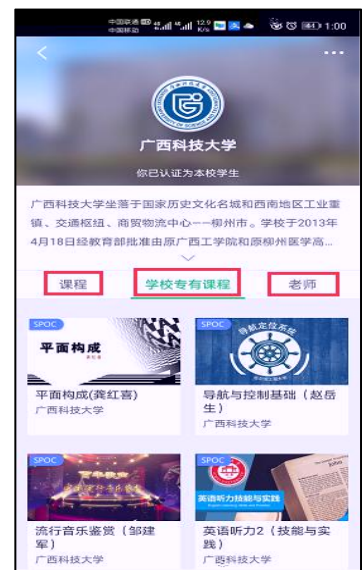 中国联通 HD 中国移动 4G 4G 12.9 K/s 1:00
广西科技大学
你已认证为本校学生
广西科技大学坐落于国家历史文化名城和西南地区工业重
镇、交通枢纽、商贸物流中心——柳州市。学校于2013年
4月18日经教育部批准由原广西工学院和原柳州医学高...
课程 学校专有课程 老师
SPOC SPOC
平面构成 导航定位系统
平面构成(龚红喜) 导航与控制基础（赵岳
生）
广西科技大学 广西科技大学
SPOC SPOC
英语听力技能与实践
流行音乐鉴赏（邹建 英语听力2（技能与实
军） 践）
广西科技大学 广西科技大学